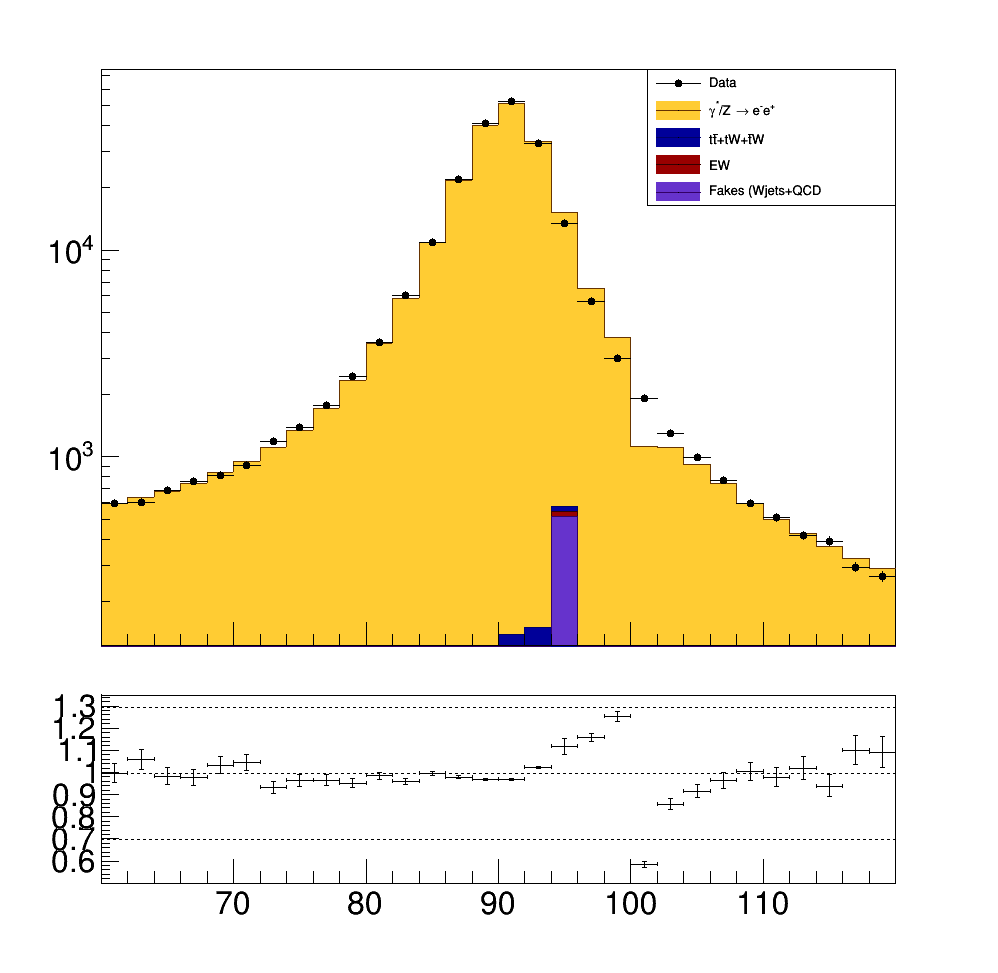 Data
γ*/Z → e⁻e⁺
tt̄+tW+t̄W
EW
Fakes (Wjets+QCD
10⁴
10³
1.3
1.2
1.1
1
0.9
0.8
0.7
0.6
70 80 90 100 110